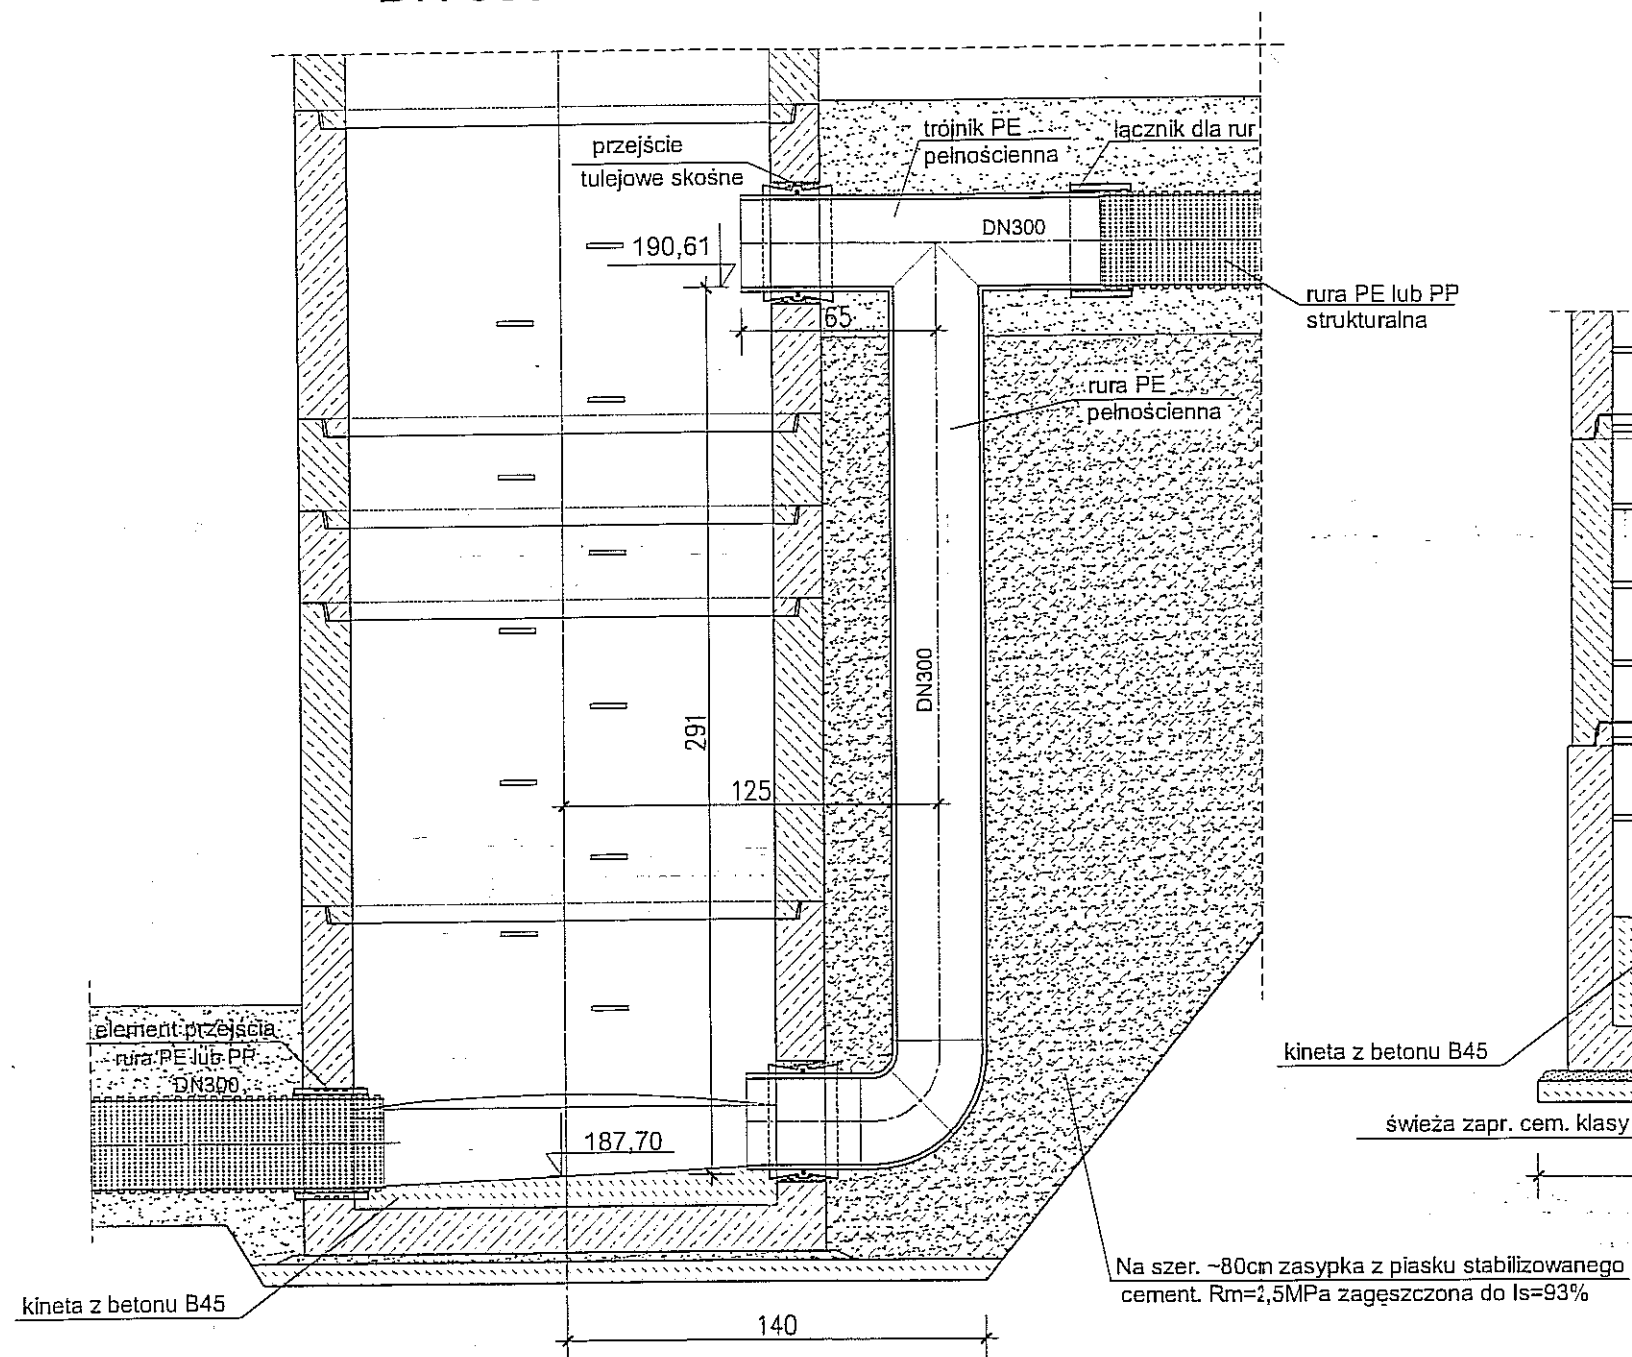 przejście
tulejowe skośne
trójnik PE
pełnościenna
łącznik dla rur
DN300
190,61
rura PE lub PP
strukturalna
65
rura PE
pełnościenna
DN300
291
125
element przejścia
rura PE lub PP
DN300
187,70
kineta z betonu B45
świeża zapr. cem. klasy
Na szer. ~80cm zasypka z piasku stabilizowanego
cement. Rm=2,5MPa zagęszczona do Is=93%
kineta z betonu B45
140